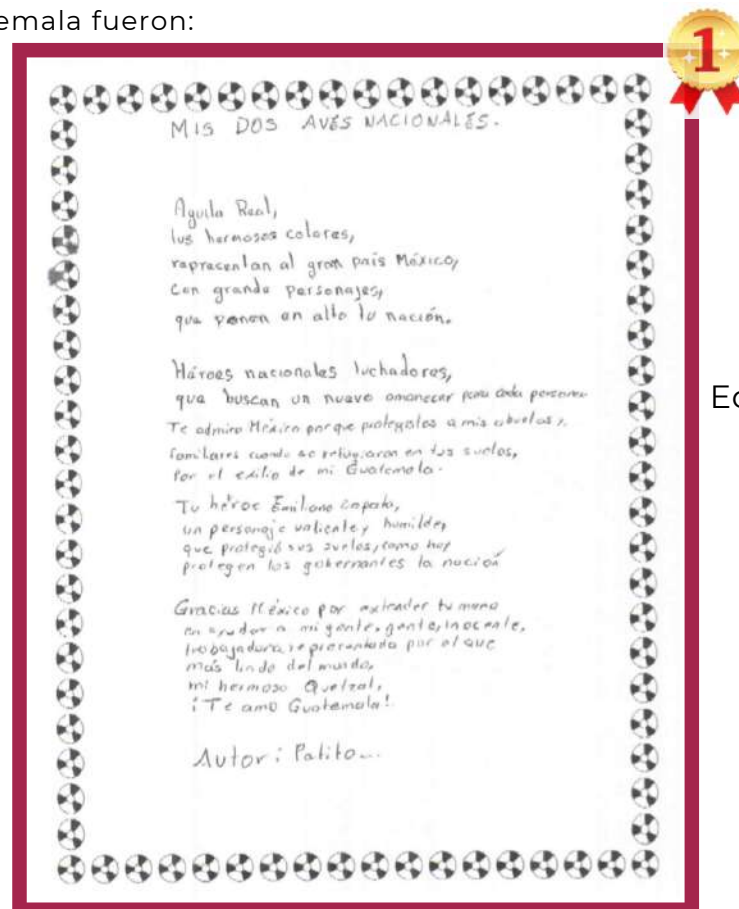 emala fueron:
1
MIS DOS AVES NACIONALES.
Aguila Real,
tus hermosos colores,
representan al gran país México,
con grande personajes,
que ponen en alto tu nación.
Héroes nacionales luchadores,
que buscan un nuevo amanecer para cada persona
Te admiro México porque protegistes a mis abuelos y
familiares cuando se refugiaron en tus suelos,
Por el exilio de mi Guatemala.
Tu héroe Emiliano Zapata,
un personaje valiente y humilde,
que protegió sus suelos, como hoy
protegen los gobernantes la nación
Gracias México por extender tu mano
en ayudar a mi gente, gente, inocente,
trabajadora, representada por el ave
más lindo del mundo,
mi hermoso Quetzal,
¡Te amo Guatemala!
Autor: Patito...
Ec